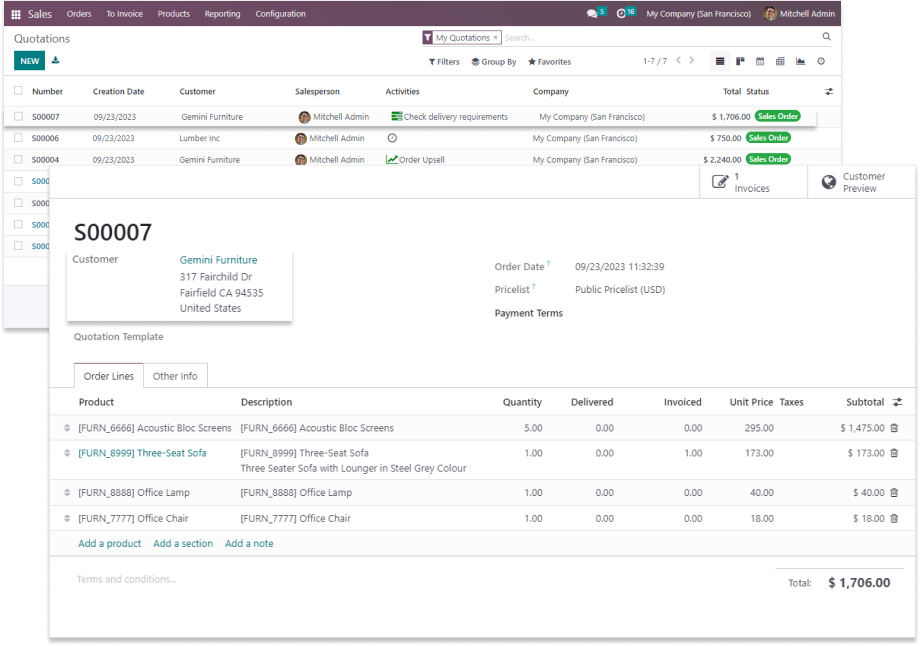 Sales Orders To Invoice Products Reporting Configuration 5 16 My Company (San Francisco) Mitchell Admin
Quotations My Quotations × Search...
NEW Filters Group By Favorites 1-7 / 7
Number Creation Date Customer Salesperson Activities Company Total Status
S00007 09/23/2023 Gemini Furniture Mitchell Admin Check delivery requirements My Company (San Francisco) $ 1,706.00 Sales Order
S00006 09/23/2023 Lumber Inc Mitchell Admin My Company (San Francisco) $ 750.00 Sales Order
S00004 09/23/2023 Gemini Furniture Mitchell Admin Order Upsell My Company (San Francisco) $ 2,240.00 Sales Order
S000
S000
S000
S000
1
Invoices
Customer
Preview
S00007
Customer Gemini Furniture
317 Fairchild Dr
Fairfield CA 94535
United States
Order Date ? 09/23/2023 11:32:39
Pricelist ? Public Pricelist (USD)
Payment Terms
Quotation Template
Order Lines Other Info
Product Description Quantity Delivered Invoiced Unit Price Taxes Subtotal
[FURN_6666] Acoustic Bloc Screens [FURN_6666] Acoustic Bloc Screens 5.00 0.00 0.00 295.00 $ 1,475.00
[FURN_8999] Three-Seat Sofa [FURN_8999] Three-Seat Sofa 1.00 0.00 1.00 173.00 $ 173.00
Three Seater Sofa with Lounger in Steel Grey Colour
[FURN_8888] Office Lamp [FURN_8888] Office Lamp 1.00 0.00 0.00 40.00 $ 40.00
[FURN_7777] Office Chair [FURN_7777] Office Chair 1.00 0.00 0.00 18.00 $ 18.00
Add a product Add a section Add a note
Terms and conditions...
Total: $ 1,706.00